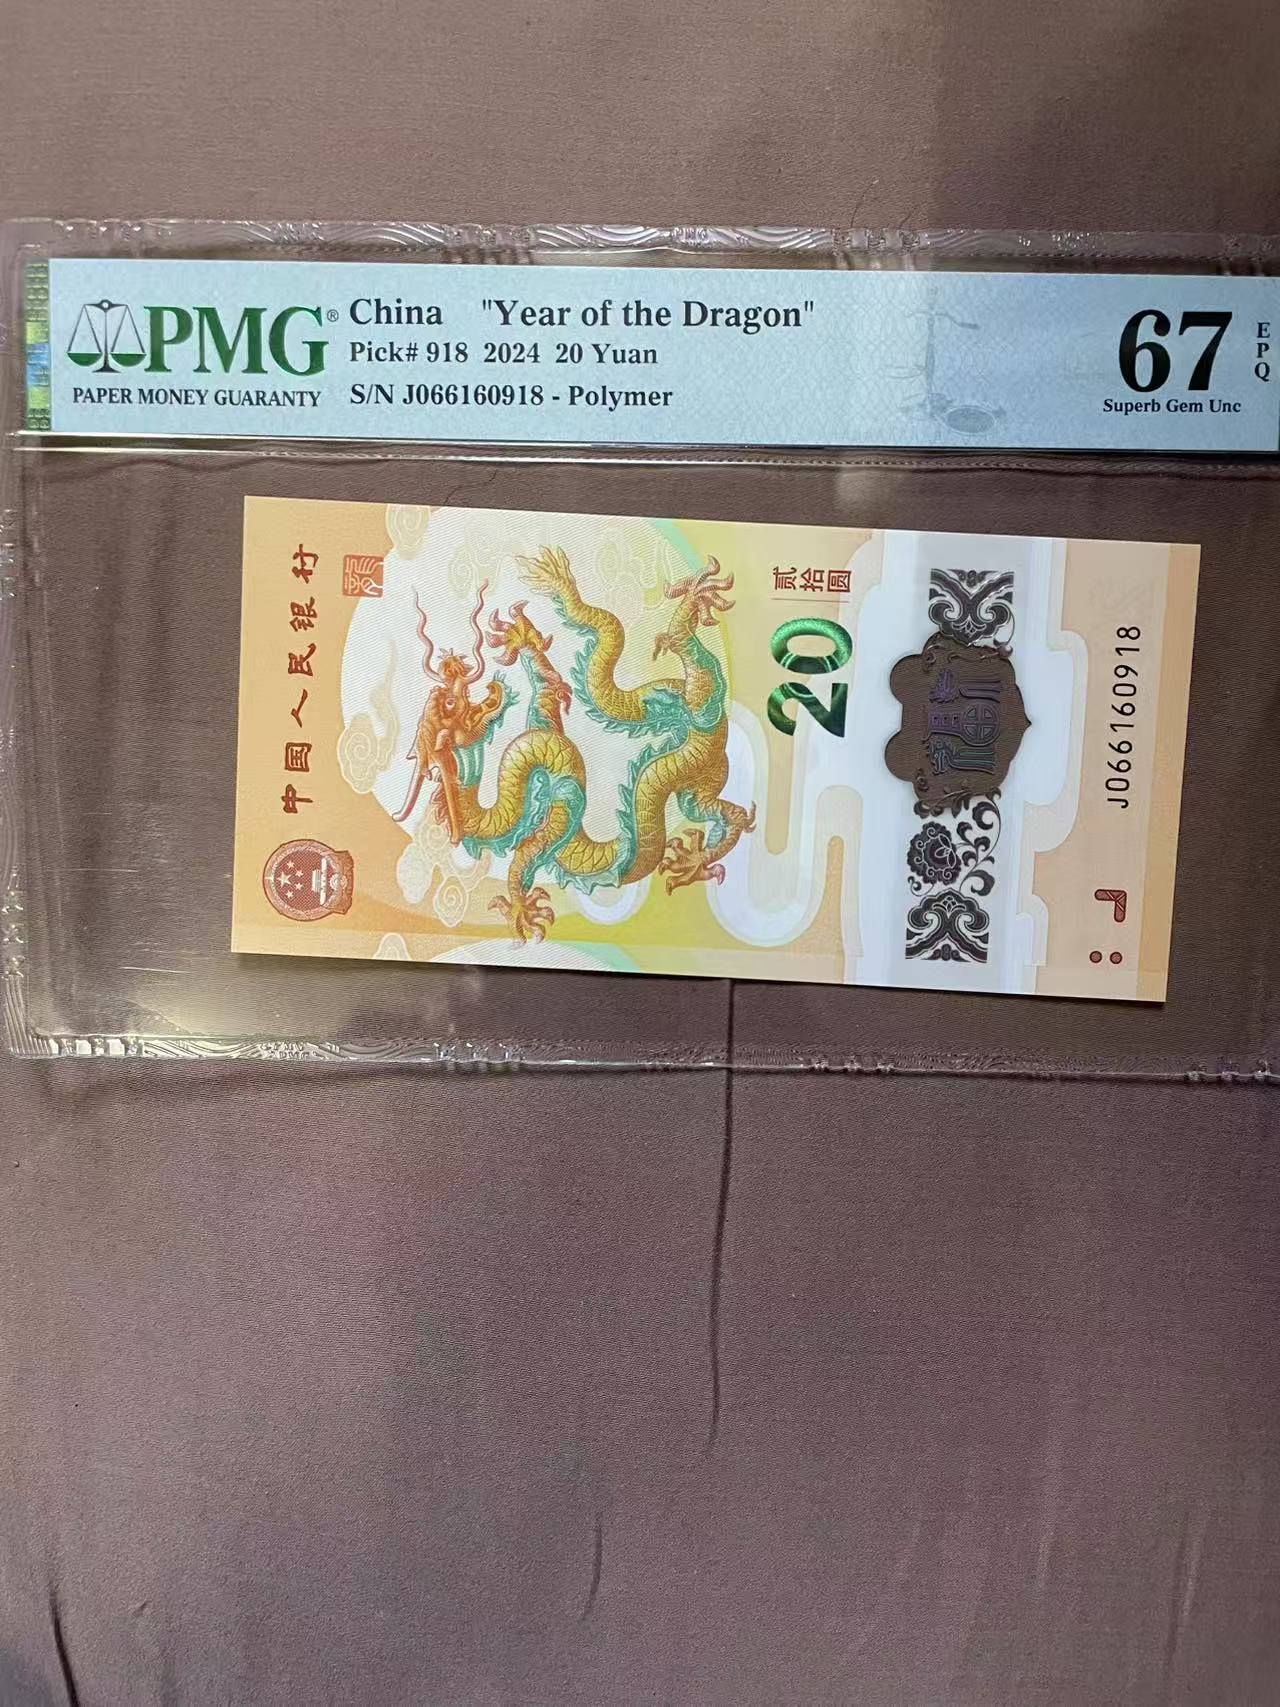 PMG®
PAPER MONEY GUARANTY
China "Year of the Dragon"
Pick# 918 2024 20 Yuan
S/N J066160918 - Polymer
67
EPQ
Superb Gem Unc
中国人民银行
龍
贰拾圆
20
J066160918